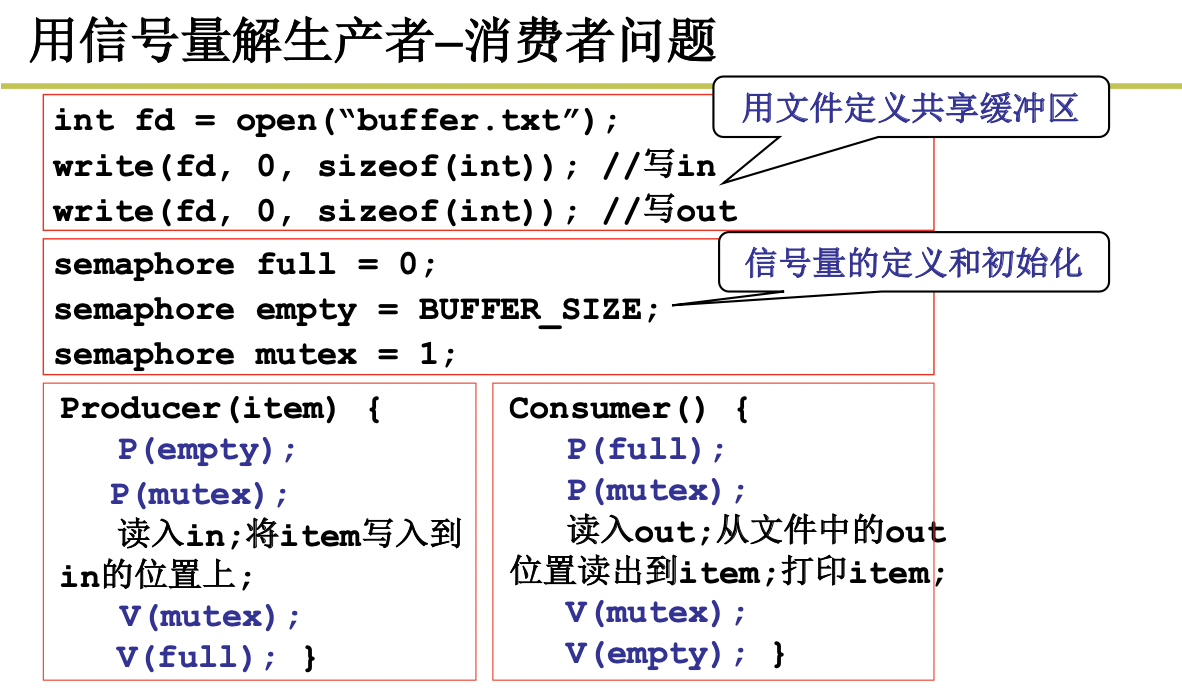 用信号量解生产者–消费者问题
用文件定义共享缓冲区
int fd = open(“buffer.txt”);
write(fd, 0, sizeof(int)); //写in
write(fd, 0, sizeof(int)); //写out
信号量的定义和初始化
semaphore full = 0;
semaphore empty = BUFFER_SIZE;
semaphore mutex = 1;
Producer(item) {
P(empty);
P(mutex);
读入in;将item写入到
in的位置上;
V(mutex);
V(full); }
Consumer() {
P(full);
P(mutex);
读入out;从文件中的out
位置读出到item;打印item;
V(mutex);
V(empty); }